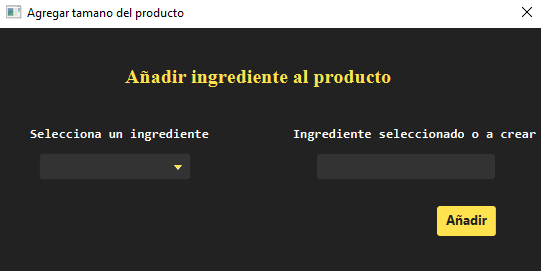 Agregar tamano del producto
Añadir ingrediente al producto
Selecciona un ingrediente
Ingrediente seleccionado o a crear
Añadir